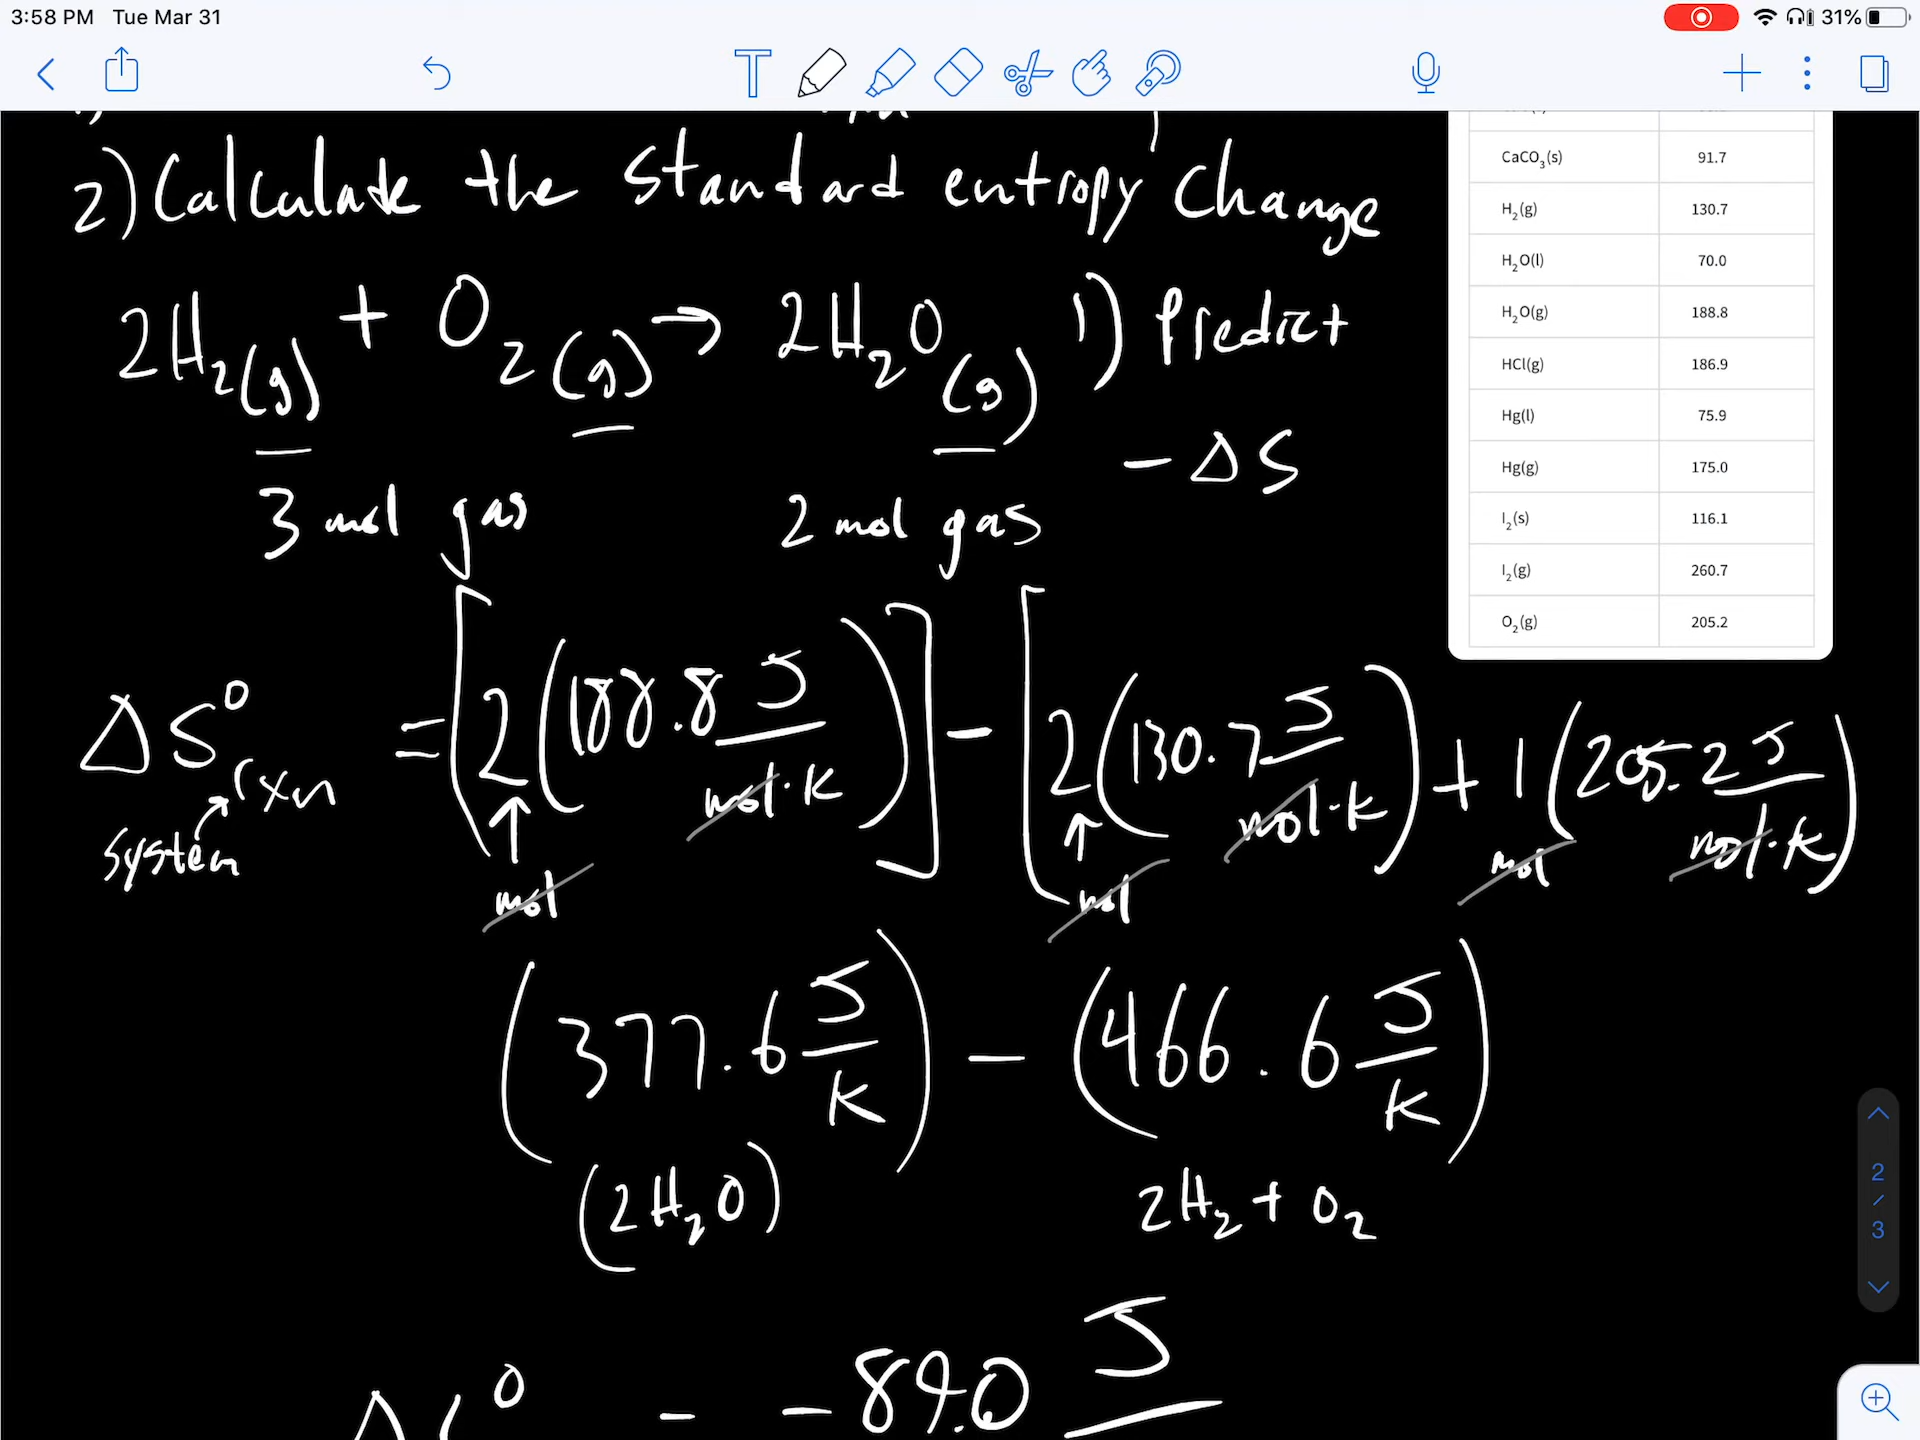 3:58 PM Tue Mar 31
31%
2) Calculate the standard entropy change
2H₂(g) + O₂(g) → 2H₂O(g) 1) Predict
- ΔS
3 mol gas 2 mol gas
ΔS°rxn = [2(188.8 J/mol·K)] - [2(130.7 J/mol·K) + 1(205.2 J/mol·K)
system
mol mol mol
(377.6 J/K) - (466.6 J/K)
(2H₂O) 2H₂ + O₂
-89.0 J
CaCO₃(s) 91.7
H₂(g) 130.7
H₂O(l) 70.0
H₂O(g) 188.8
HCl(g) 186.9
Hg(l) 75.9
Hg(g) 175.0
I₂(s) 116.1
I₂(g) 260.7
O₂(g) 205.2
2
/
3